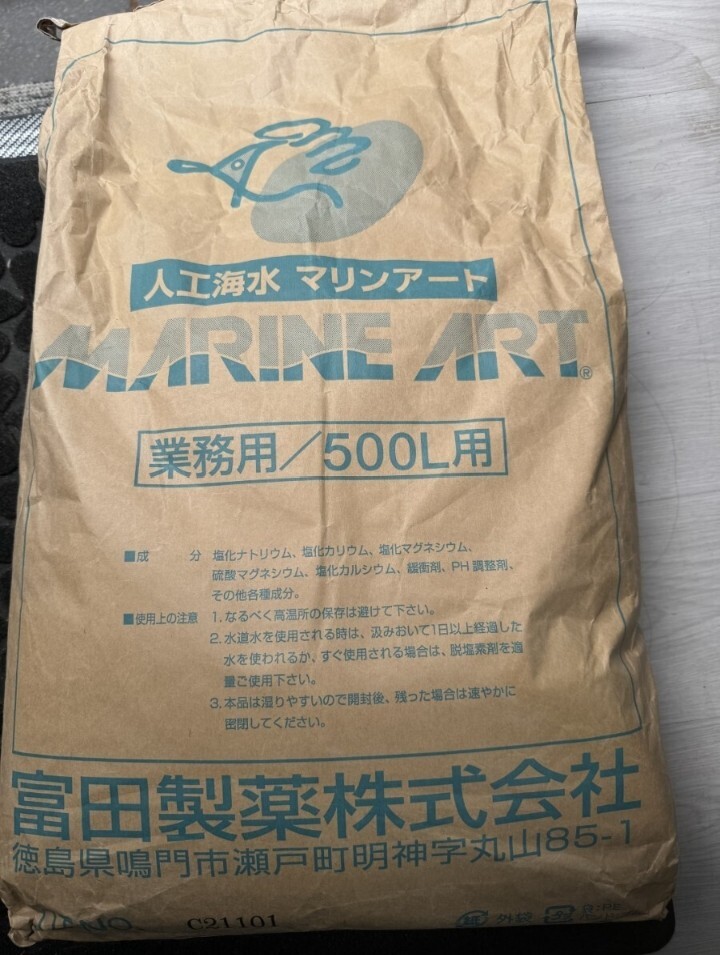 人工海水 マリンアート
MARINE ART®
業務用/500L用
■成 分 塩化ナトリウム、塩化カリウム、塩化マグネシウム、
硫酸マグネシウム、塩化カルシウム、緩衝剤、PH調整剤、
その他各種成分。
■使用上の注意 1.なるべく高温所の保存は避けて下さい。
2.水道水を使用される時は、汲みおいて1日以上経過した
水を使われるか、すぐ使用される場合は、脱塩素剤を適
量ご使用下さい。
3.本品は湿りやすいので開封後、残った場合は速やかに
密閉してください。
富田製薬株式会社
徳島県鳴門市瀬戸町明神字丸山85-1
C21101
紙 外袋